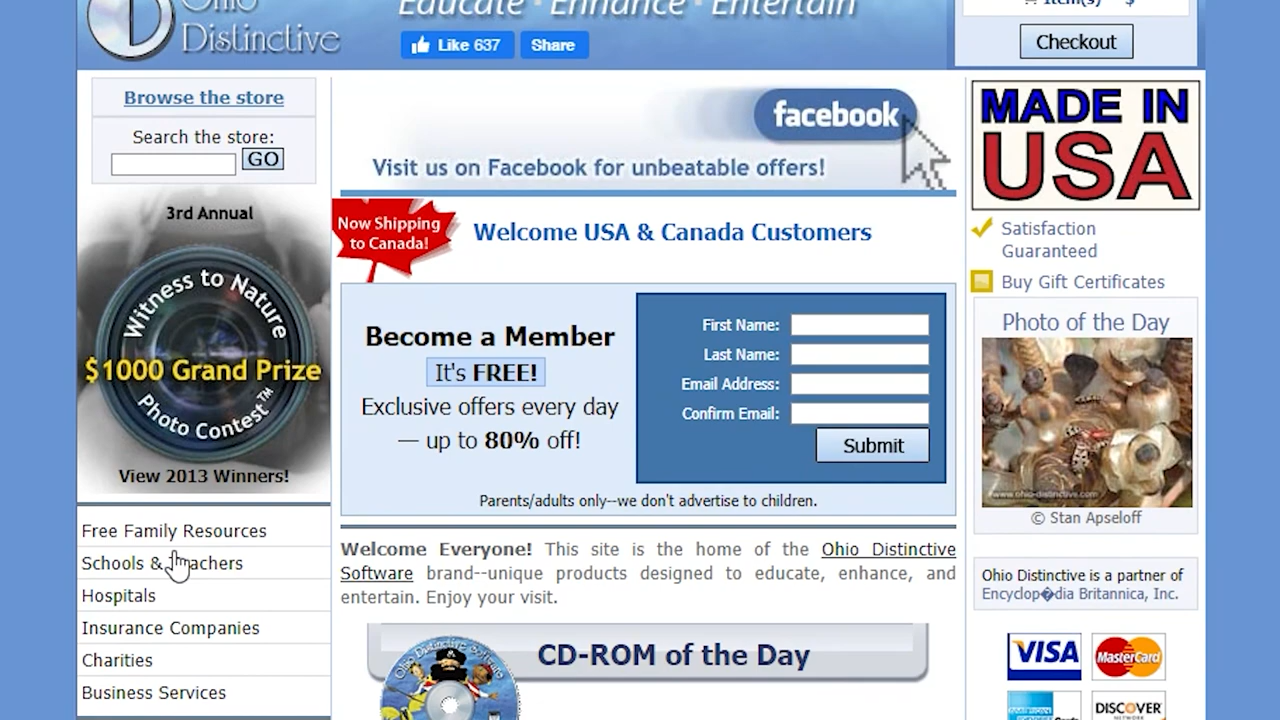 Ohio
Distinctive
Educate · Enhance · Entertain
Like 637
Share
Item(s) - $
Checkout
Browse the store
Search the store:
GO
3rd Annual
Witness to Nature
$1000 Grand Prize
Photo Contest™
View 2013 Winners!
Free Family Resources
Schools & Teachers
Hospitals
Insurance Companies
Charities
Business Services
facebook
Visit us on Facebook for unbeatable offers!
Now Shipping
to Canada!
Welcome USA & Canada Customers
Become a Member
It's FREE!
Exclusive offers every day
— up to 80% off!
First Name:
Last Name:
Email Address:
Confirm Email:
Submit
Parents/adults only--we don't advertise to children.
Welcome Everyone! This site is the home of the Ohio Distinctive
Software brand--unique products designed to educate, enhance, and
entertain. Enjoy your visit.
Ohio Distinctive Software
CD-ROM of the Day
MADE IN
USA
Satisfaction
Guaranteed
Buy Gift Certificates
Photo of the Day
www.ohio-distinctive.com
© Stan Apseloff
Ohio Distinctive is a partner of
Encyclop�dia Britannica, Inc.
VISA
MasterCard
DISCOVER
NETWORK